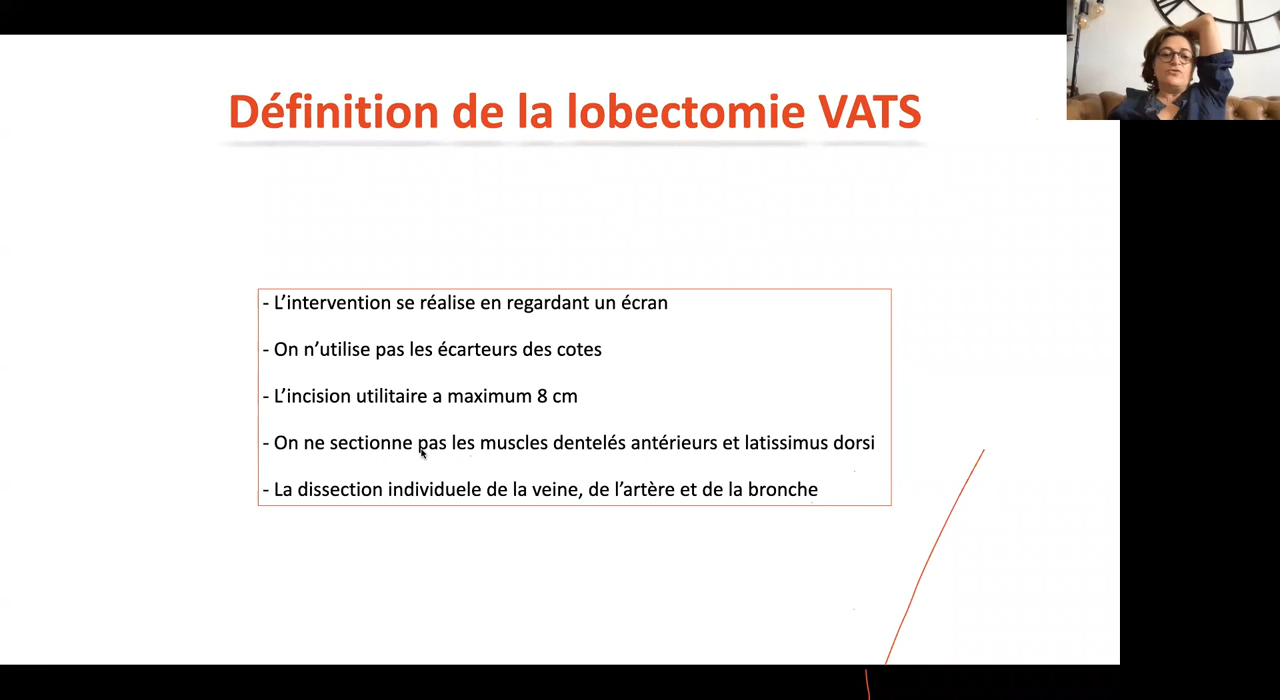 Définition de la lobectomie VATS
- L’intervention se réalise en regardant un écran
- On n’utilise pas les écarteurs des cotes
- L’incision utilitaire a maximum 8 cm
- On ne sectionne pas les muscles dentelés antérieurs et latissimus dorsi
- La dissection individuele de la veine, de l’artère et de la bronche